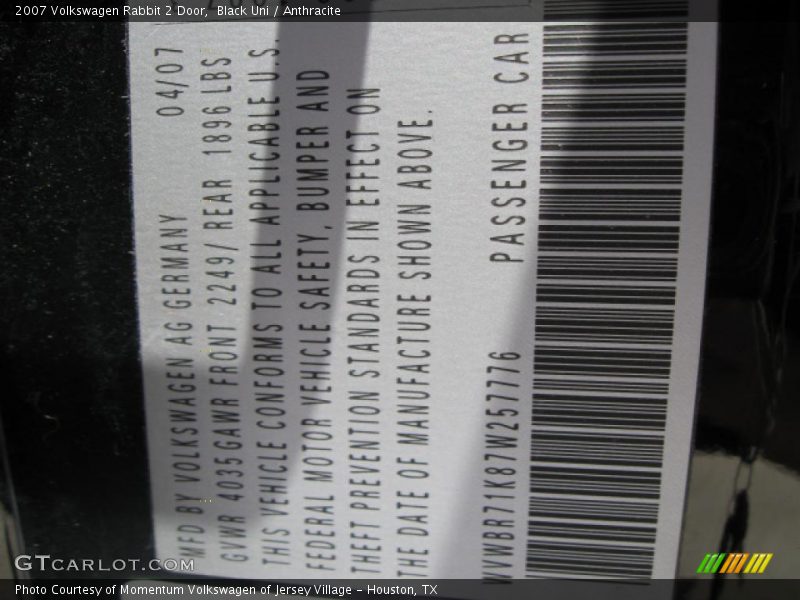 2007 Volkswagen Rabbit 2 Door, Black Uni / Anthracite
MFD BY VOLKSWAGEN AG GERMANY 04/07
GVWR 4035GAWR FRONT 2249/ REAR 1896 LBS
THIS VEHICLE CONFORMS TO ALL APPLICABLE U.S.
FEDERAL MOTOR VEHICLE SAFETY, BUMPER AND
THEFT PREVENTION STANDARDS IN EFFECT ON
THE DATE OF MANUFACTURE SHOWN ABOVE.
WVWBR71K87W257776 PASSENGER CAR
GTCARLOT.COM
Photo Courtesy of Momentum Volkswagen of Jersey Village – Houston, TX